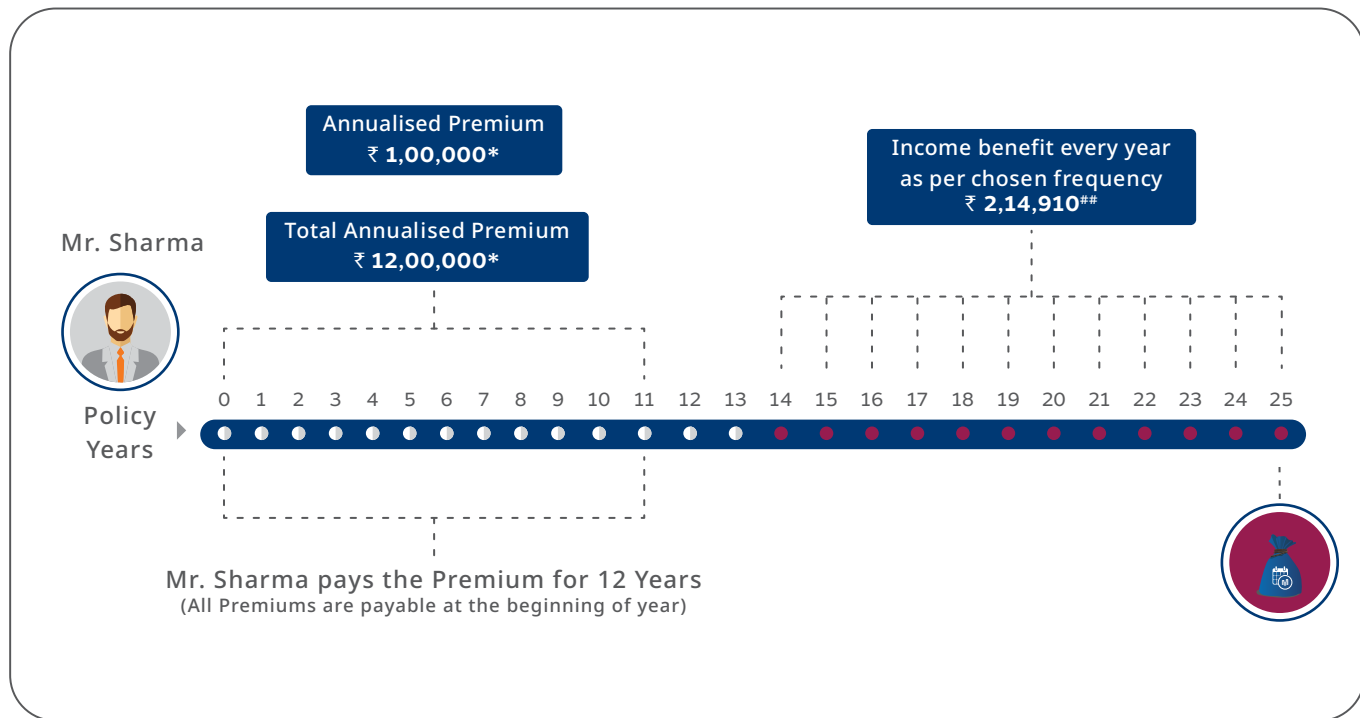 Annualised Premium
₹ 1,00,000*
Total Annualised Premium
₹ 12,00,000*
Income benefit every year
as per chosen frequency
₹ 2,14,910##
Mr. Sharma
Policy
Years
0 1 2 3 4 5 6 7 8 9 10 11 12 13 14 15 16 17 18 19 20 21 22 23 24 25
Mr. Sharma pays the Premium for 12 Years
(All Premiums are payable at the beginning of year)